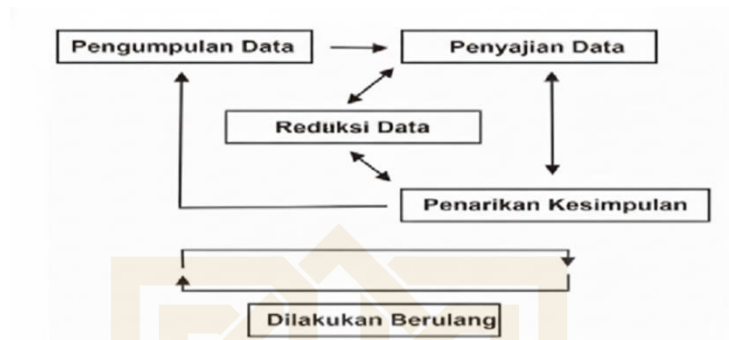 Pengumpulan Data
Penyajian Data
Reduksi Data
Penarikan Kesimpulan
Dilakukan Berulang